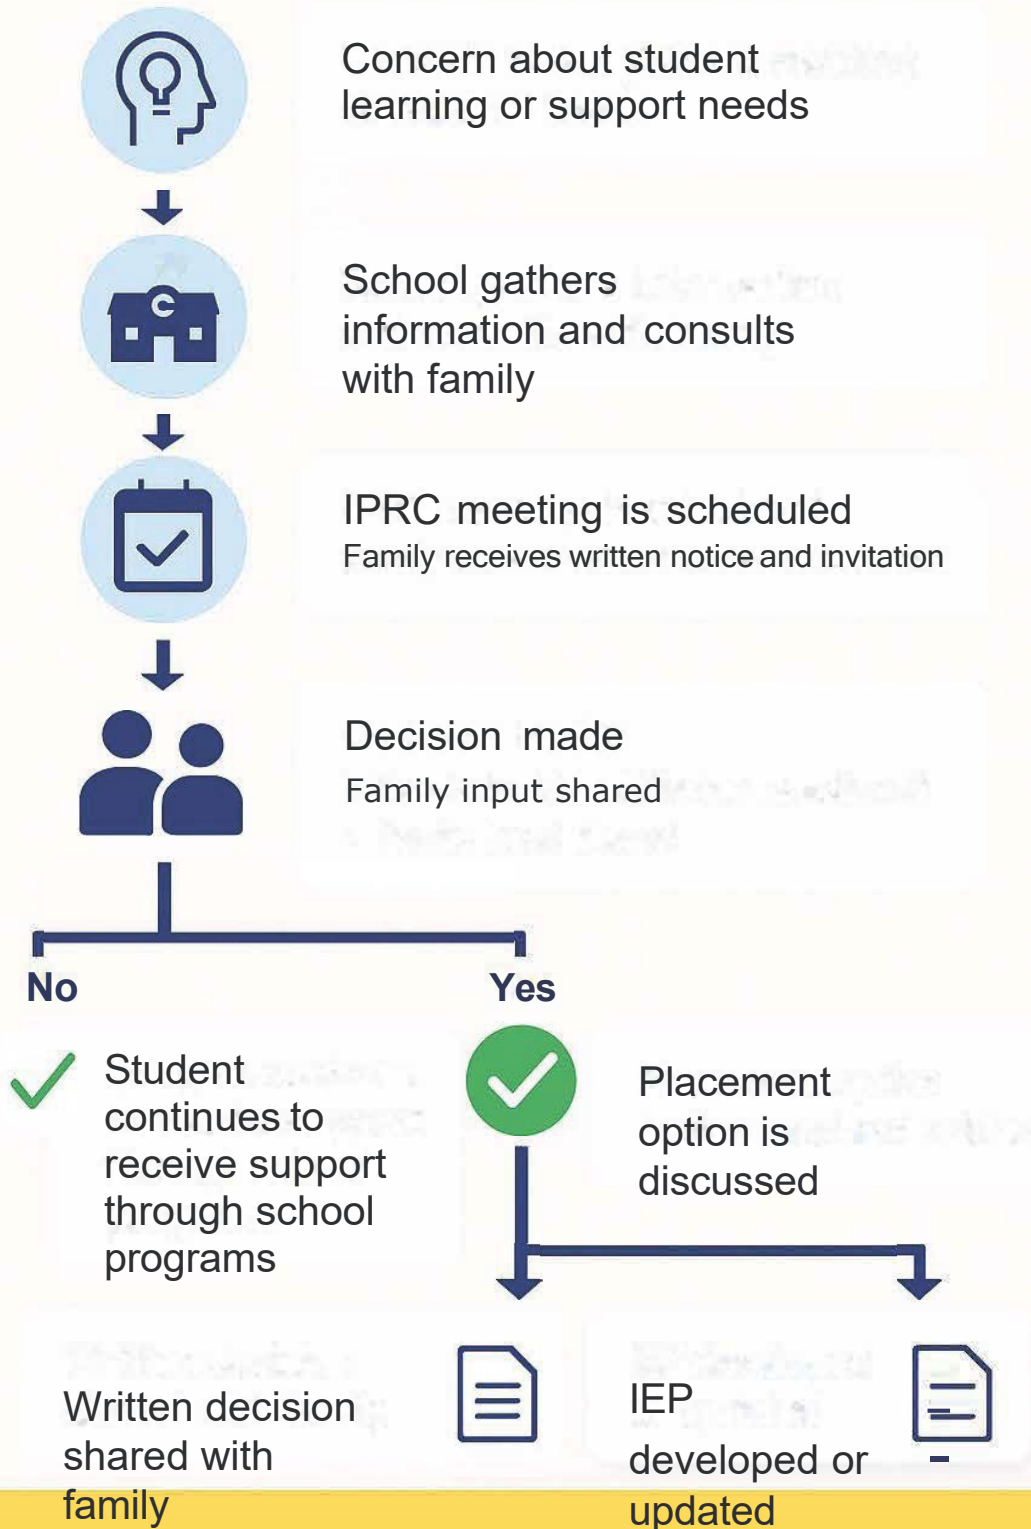 Concern about student
learning or support needs
School gathers
information and consults
with family
IPRC meeting is scheduled
Family receives written notice and invitation
Decision made
Family input shared
No
Yes
Student
continues to
receive support
through school
programs
Placement
option is
discussed
Written decision
shared with
family
IEP
developed or
updated